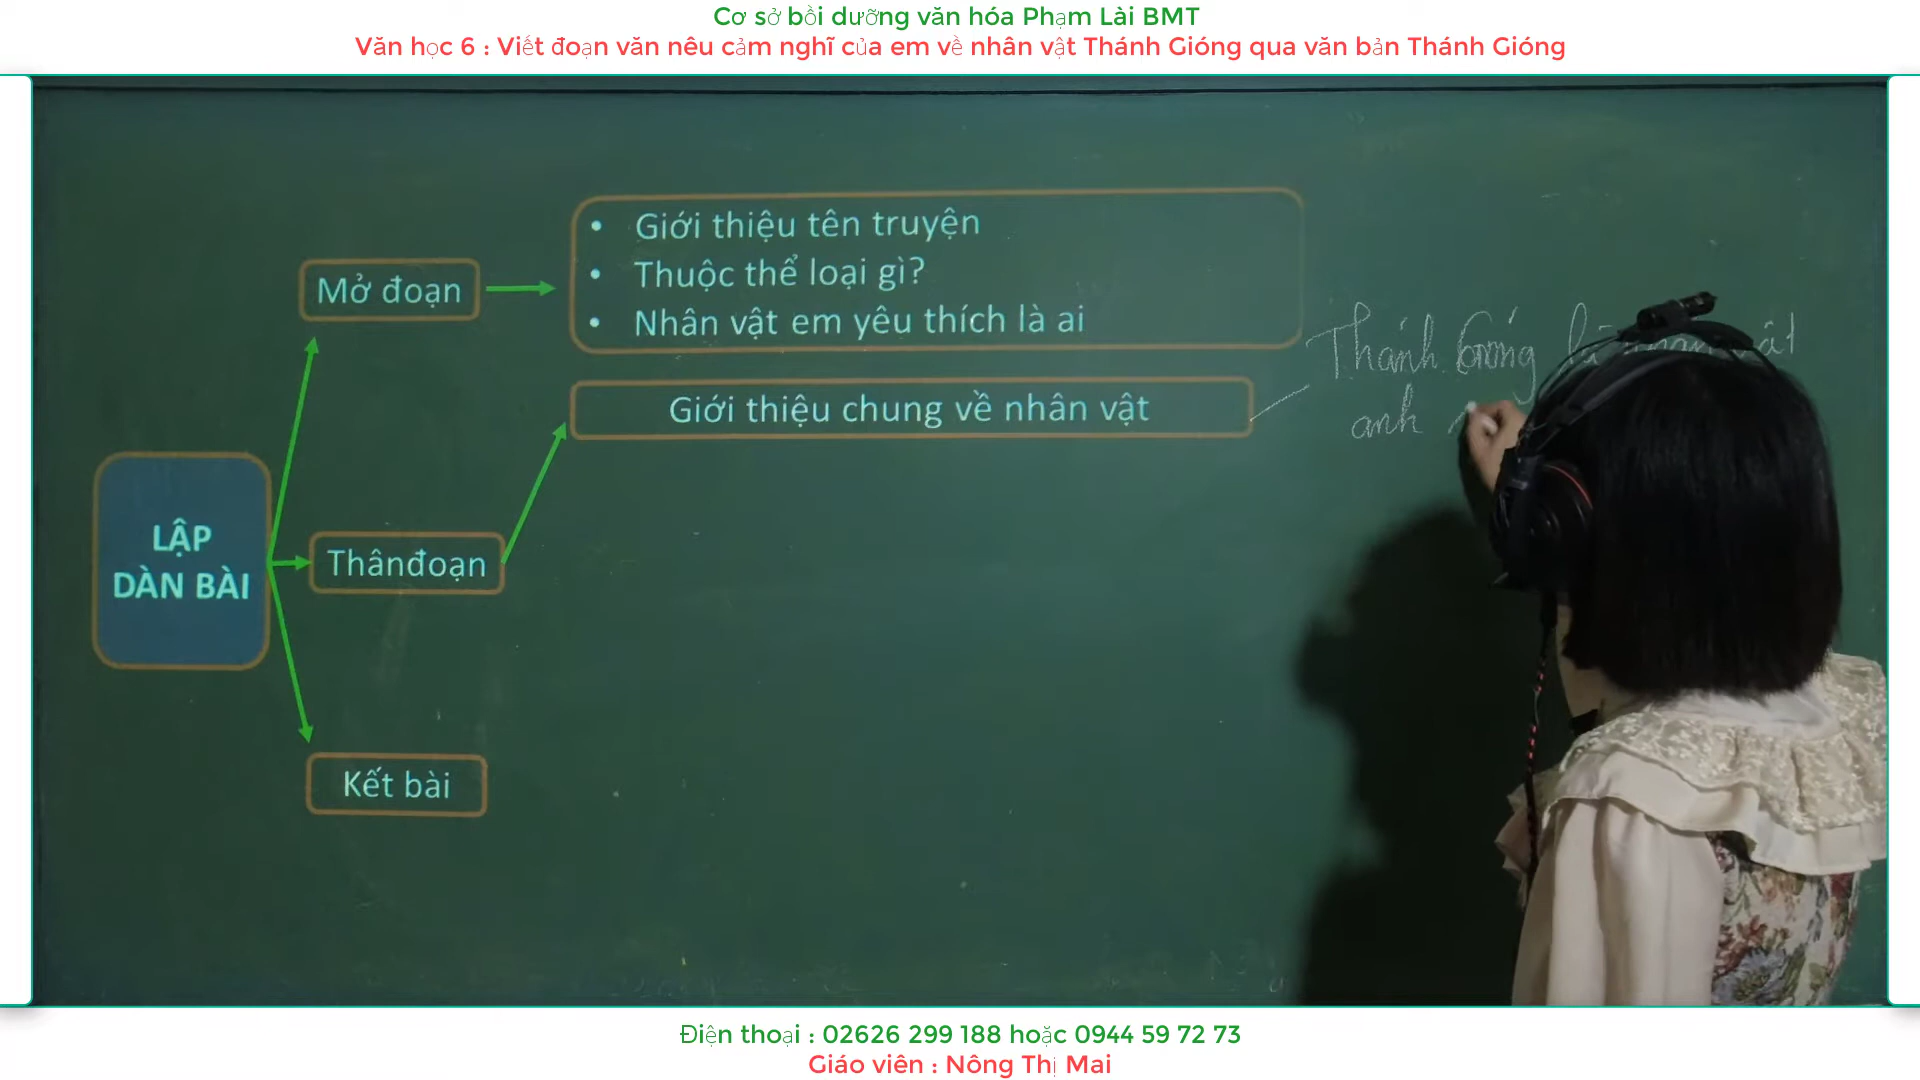 Cơ sở bồi dưỡng văn hóa Phạm Lài BMT
Văn học 6 : Viết đoạn văn nêu cảm nghĩ của em về nhân vật Thánh Gióng qua văn bản Thánh Gióng
• Giới thiệu tên truyện
• Thuộc thể loại gì?
• Nhân vật em yêu thích là ai
Mở đoạn
Giới thiệu chung về nhân vật
Thánh Gióng
anh
LẬP
DÀN BÀI
Thânđoạn
Kết bài
Điện thoại : 02626 299 188 hoặc 0944 59 72 73
Giáo viên : Nông Thị Mai